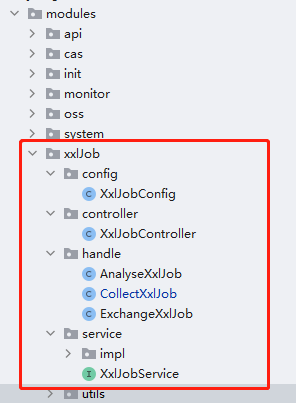 modules
api
cas
init
monitor
oss
system
xxlJob
config
XxlJobConfig
controller
XxlJobController
handle
AnalyseXxlJob
CollectXxlJob
ExchangeXxlJob
service
impl
XxlJobService
utils